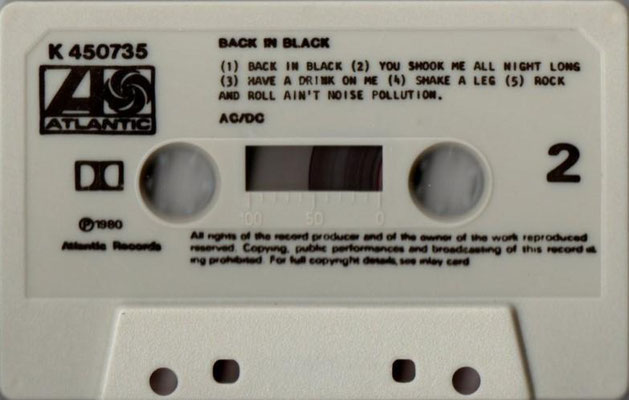 K 450735
BACK IN BLACK
(1) BACK IN BLACK (2) YOU SHOOK ME ALL NIGHT LONG
(3) HAVE A DRINK ON ME (4) SHAKE A LEG (5) ROCK
AND ROLL AIN'T NOISE POLLUTION.
AC/DC
ATLANTIC
2
100 50 0
℗1980
Atlantic Records
All rights of the record producer and of the owner of the work reproduced
reserved. Copying, public performances and broadcasting of this record
ing prohibited. For full copyright details, see inlay card